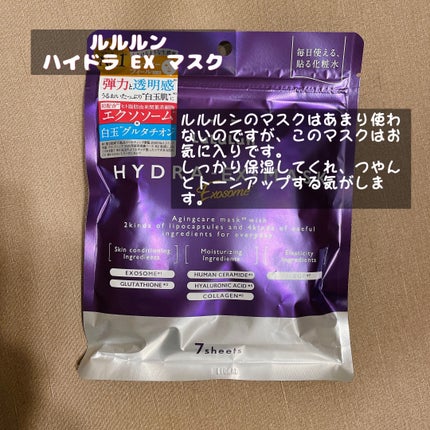 ルルルン
ハイドラ EX マスク
毎日使える、
貼る化粧水
弾力と透明感
うるおいたっぷり"白玉肌"
エクソソーム
白玉"グルタチオン
ルルルンのマスクはあまり使わ
ないのですが、このマスクはお
気に入りです。
しっかり保湿してくれ、つやん
とトーンアップする気がしま
す。
HYDRA EX MASK
Exosome
Agingcare mask with
2kinds of lipocapsules and 4kinds of useful
ingredients for everyday
Skin conditioning
Ingredients
Moisturizing
Ingredients
Elasticity
Ingredients
EXOSOME
GLUTATHIONE
HUMAN CERAMIDE
HYALURONIC ACID
COLLAGEN
7sheets